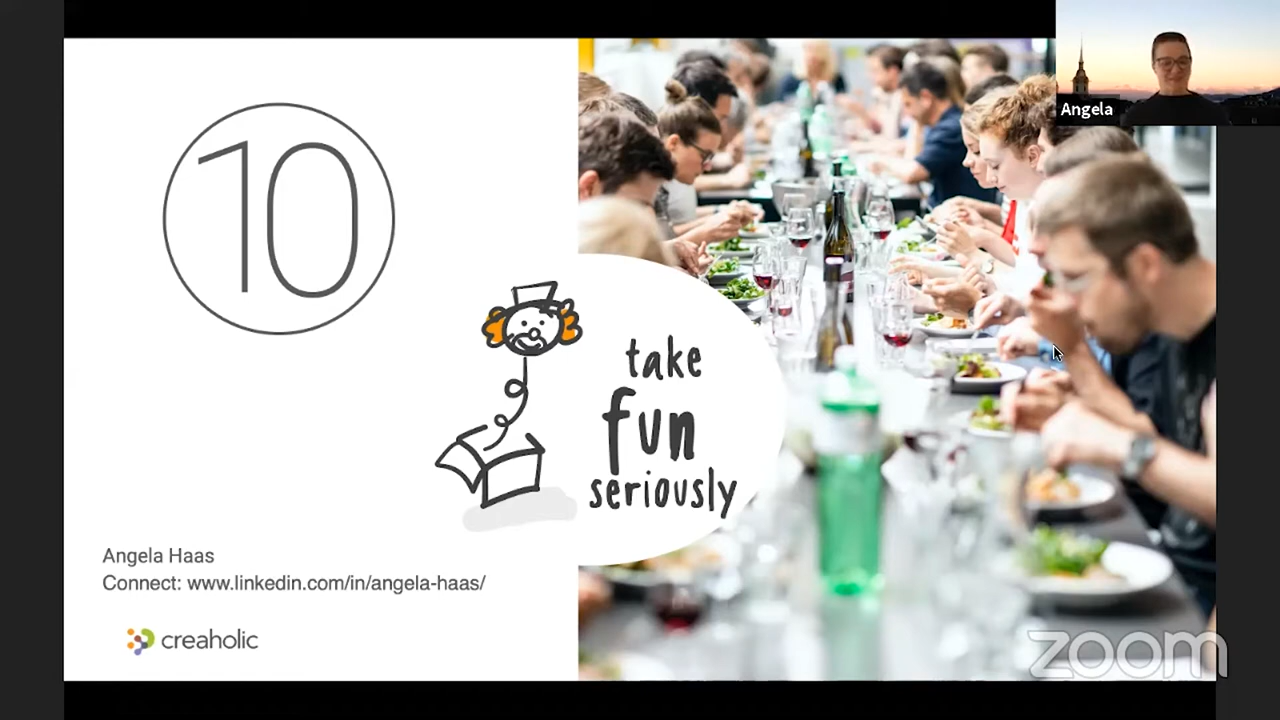 10
Angela
take
fun
seriously
Angela Haas
Connect: www.linkedin.com/in/angela-haas/
creaholic
zoom